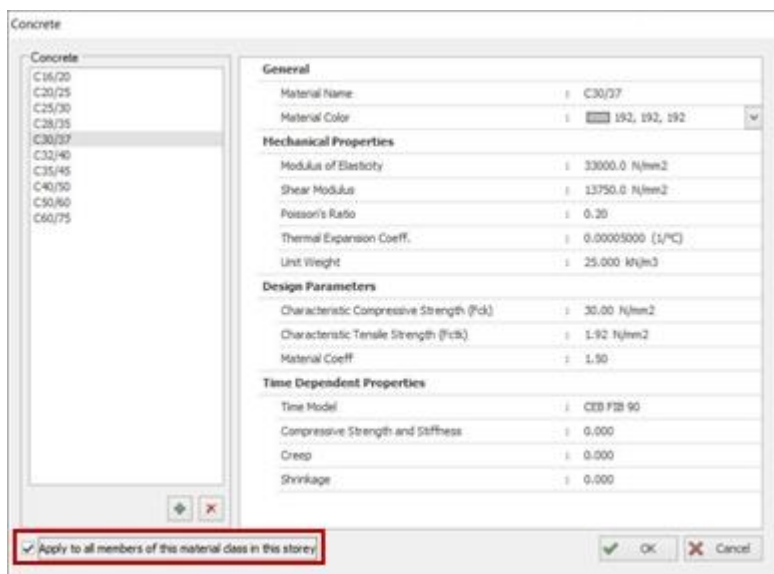 Concrete
Concrete
C16/20
C20/25
C25/30
C28/35
C30/37
C32/40
C35/45
C40/50
C50/60
C60/75
General
Material Name : C30/37
Material Color : 192, 192, 192
Mechanical Properties
Modulus of Elasticity : 33000.0 N/mm2
Shear Modulus : 13750.0 N/mm2
Poisson's Ratio : 0.20
Thermal Expansion Coeff. : 0.00005000 (1/°C)
Unit Weight : 25.000 kN/m3
Design Parameters
Characteristic Compressive Strength (Fck) : 30.00 N/mm2
Characteristic Tensile Strength (Fctk) : 1.92 N/mm2
Material Coeff : 1.50
Time Dependent Properties
Time Model : CEB FIB 90
Compressive Strength and Stiffness : 0.000
Creep : 0.000
Shrinkage : 0.000
Apply to all members of this material class in this storey
OK
Cancel